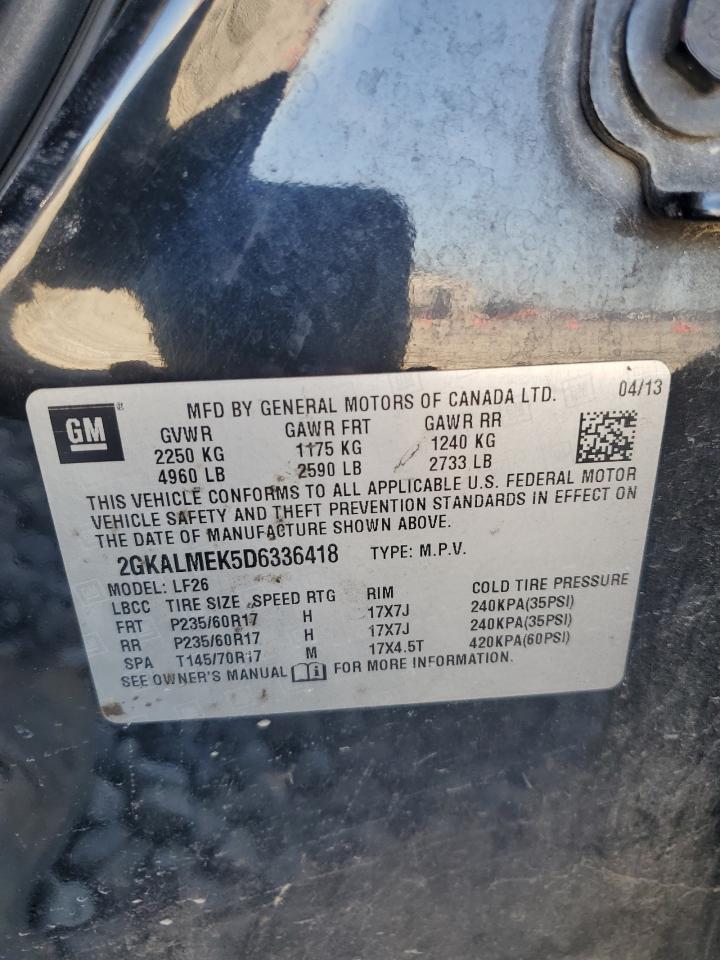 GM ® MFD BY GENERAL MOTORS OF CANADA LTD. 04/13
GVWR GAWR FRT GAWR RR
2250 KG 1175 KG 1240 KG
4960 LB 2590 LB 2733 LB
THIS VEHICLE CONFORMS TO ALL APPLICABLE U.S. FEDERAL MOTOR
VEHICLE SAFETY AND THEFT PREVENTION STANDARDS IN EFFECT ON
THE DATE OF MANUFACTURE SHOWN ABOVE.
2GKALMEK5D6336418 TYPE: M.P.V.
MODEL: LF26
LBCC TIRE SIZE SPEED RTG RIM COLD TIRE PRESSURE
FRT P235/60R17 H 17X7J 240KPA(35PSI)
RR P235/60R17 H 17X7J 240KPA(35PSI)
SPA T145/70R17 M 17X4.5T 420KPA(60PSI)
SEE OWNER'S MANUAL FOR MORE INFORMATION.